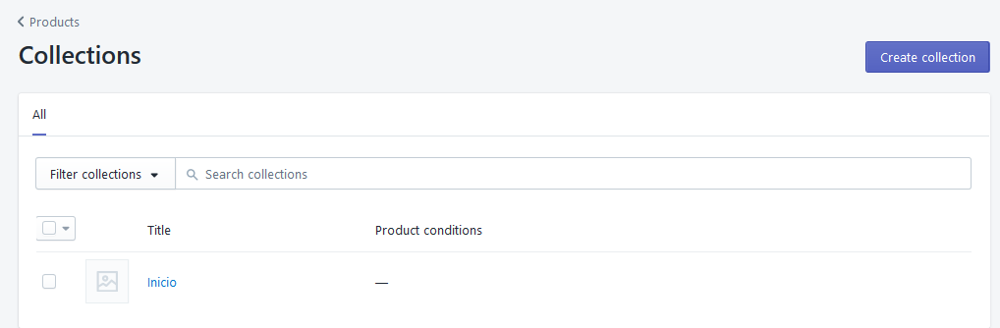 Products
Collections
Create collection
All
Filter collections
Search collections
Title Product conditions
Inicio —